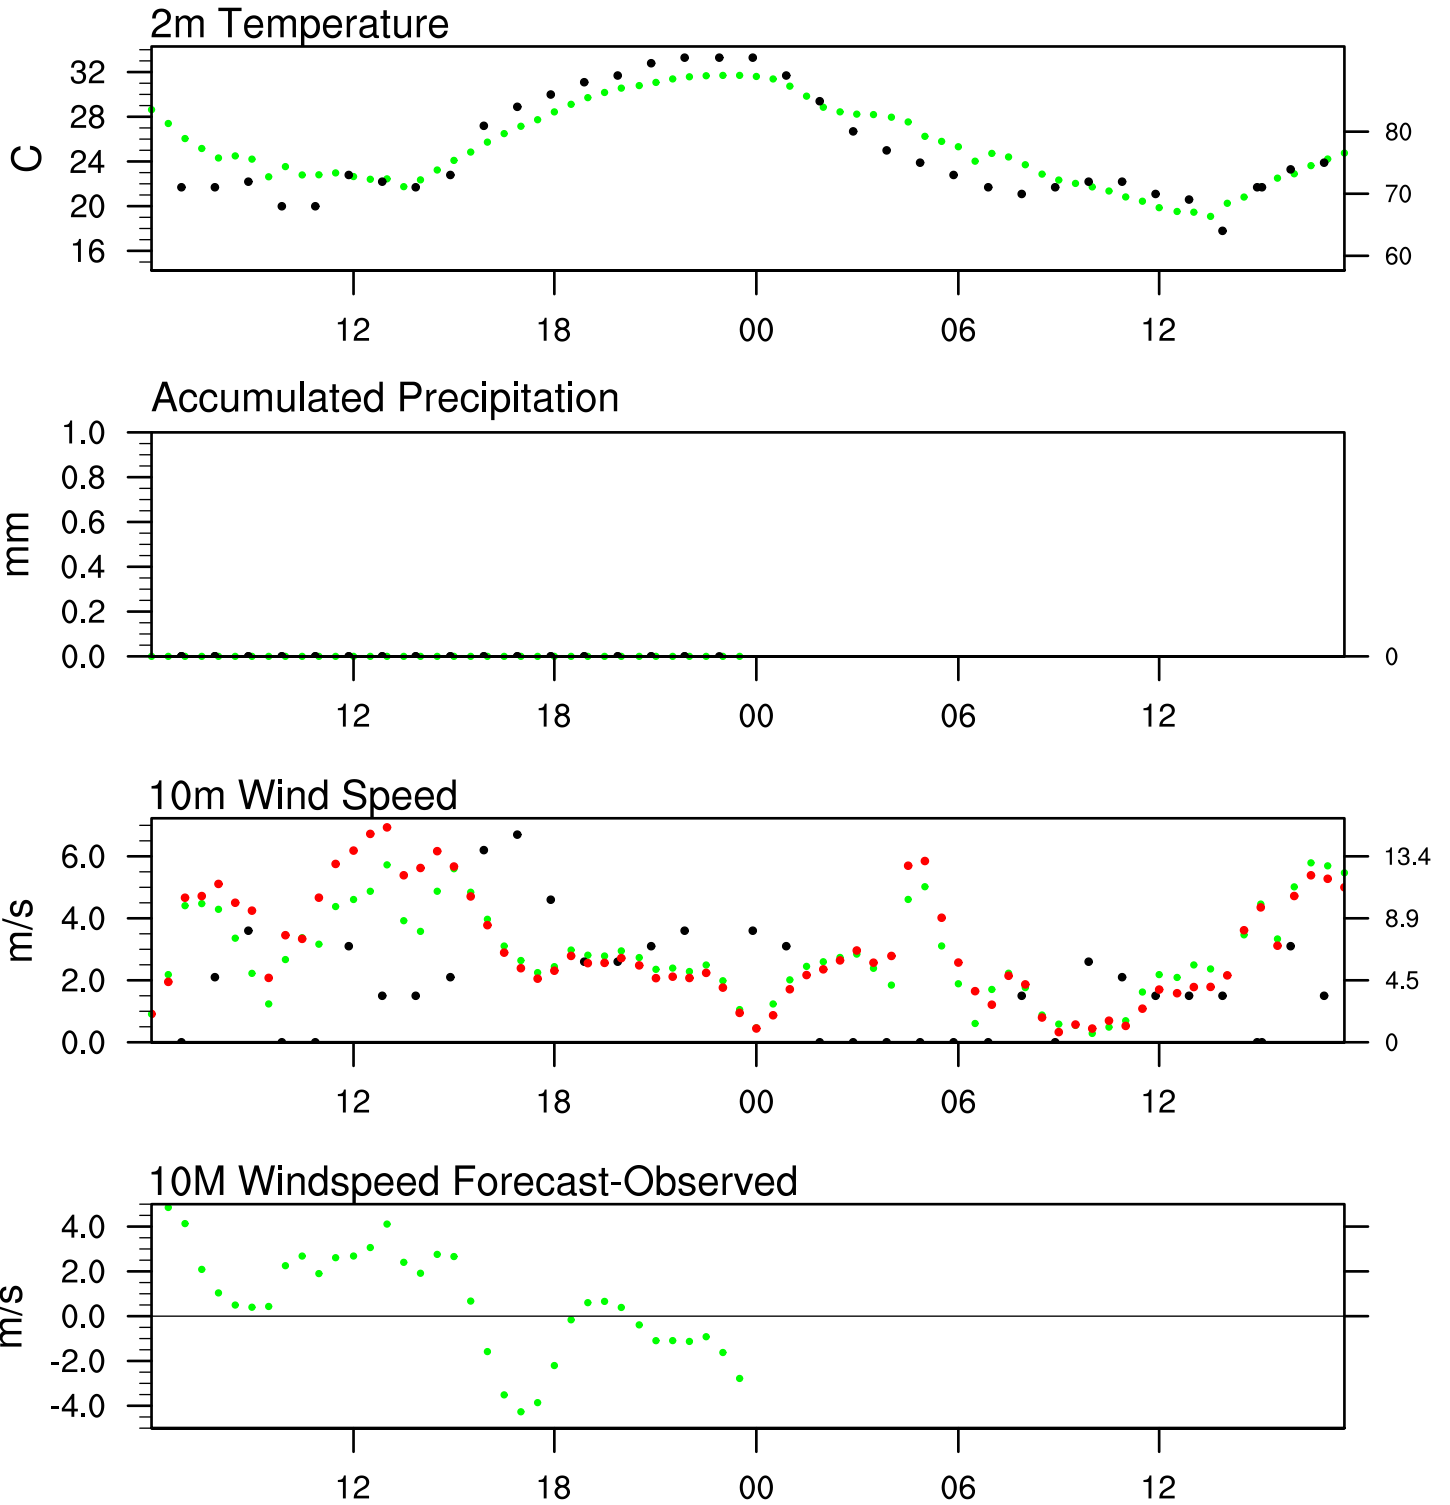 2m Temperature
C
32
28
24
20
16
80
70
60
12 18 00 06 12
Accumulated Precipitation
mm
1.0
0.8
0.6
0.4
0.2
0.0
0
12 18 00 06 12
10m Wind Speed
m/s
6.0
4.0
2.0
0.0
13.4
8.9
4.5
0
12 18 00 06 12
10M Windspeed Forecast-Observed
m/s
4.0
2.0
0.0
-2.0
-4.0
12 18 00 06 12